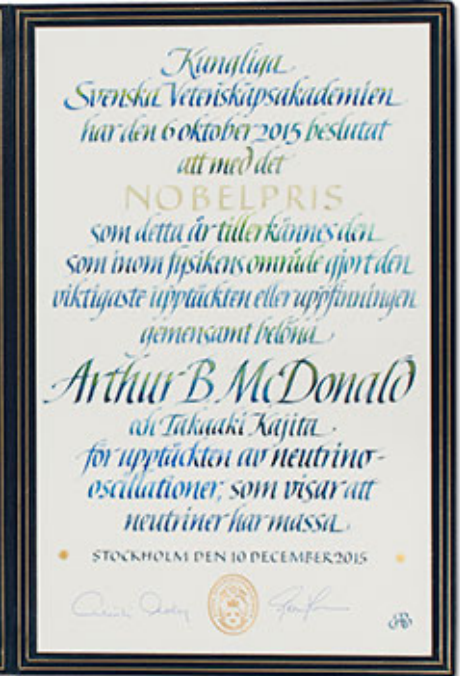 Kungliga
Svenska Vetenskapsakademien
har den 6 oktober 2015 beslutat
att med det
NOBELPRIS
som detta år tillerkännes den
som inom fysikens område gjort den
viktigaste upptäckten eller uppfinningen
gemensamt belöna
Arthur B. McDonald
och Takaaki Kajita
för upptäckten av neutrino-
oscillationer, som visar att
neutriner har massa
STOCKHOLM DEN 10 DECEMBER 2015